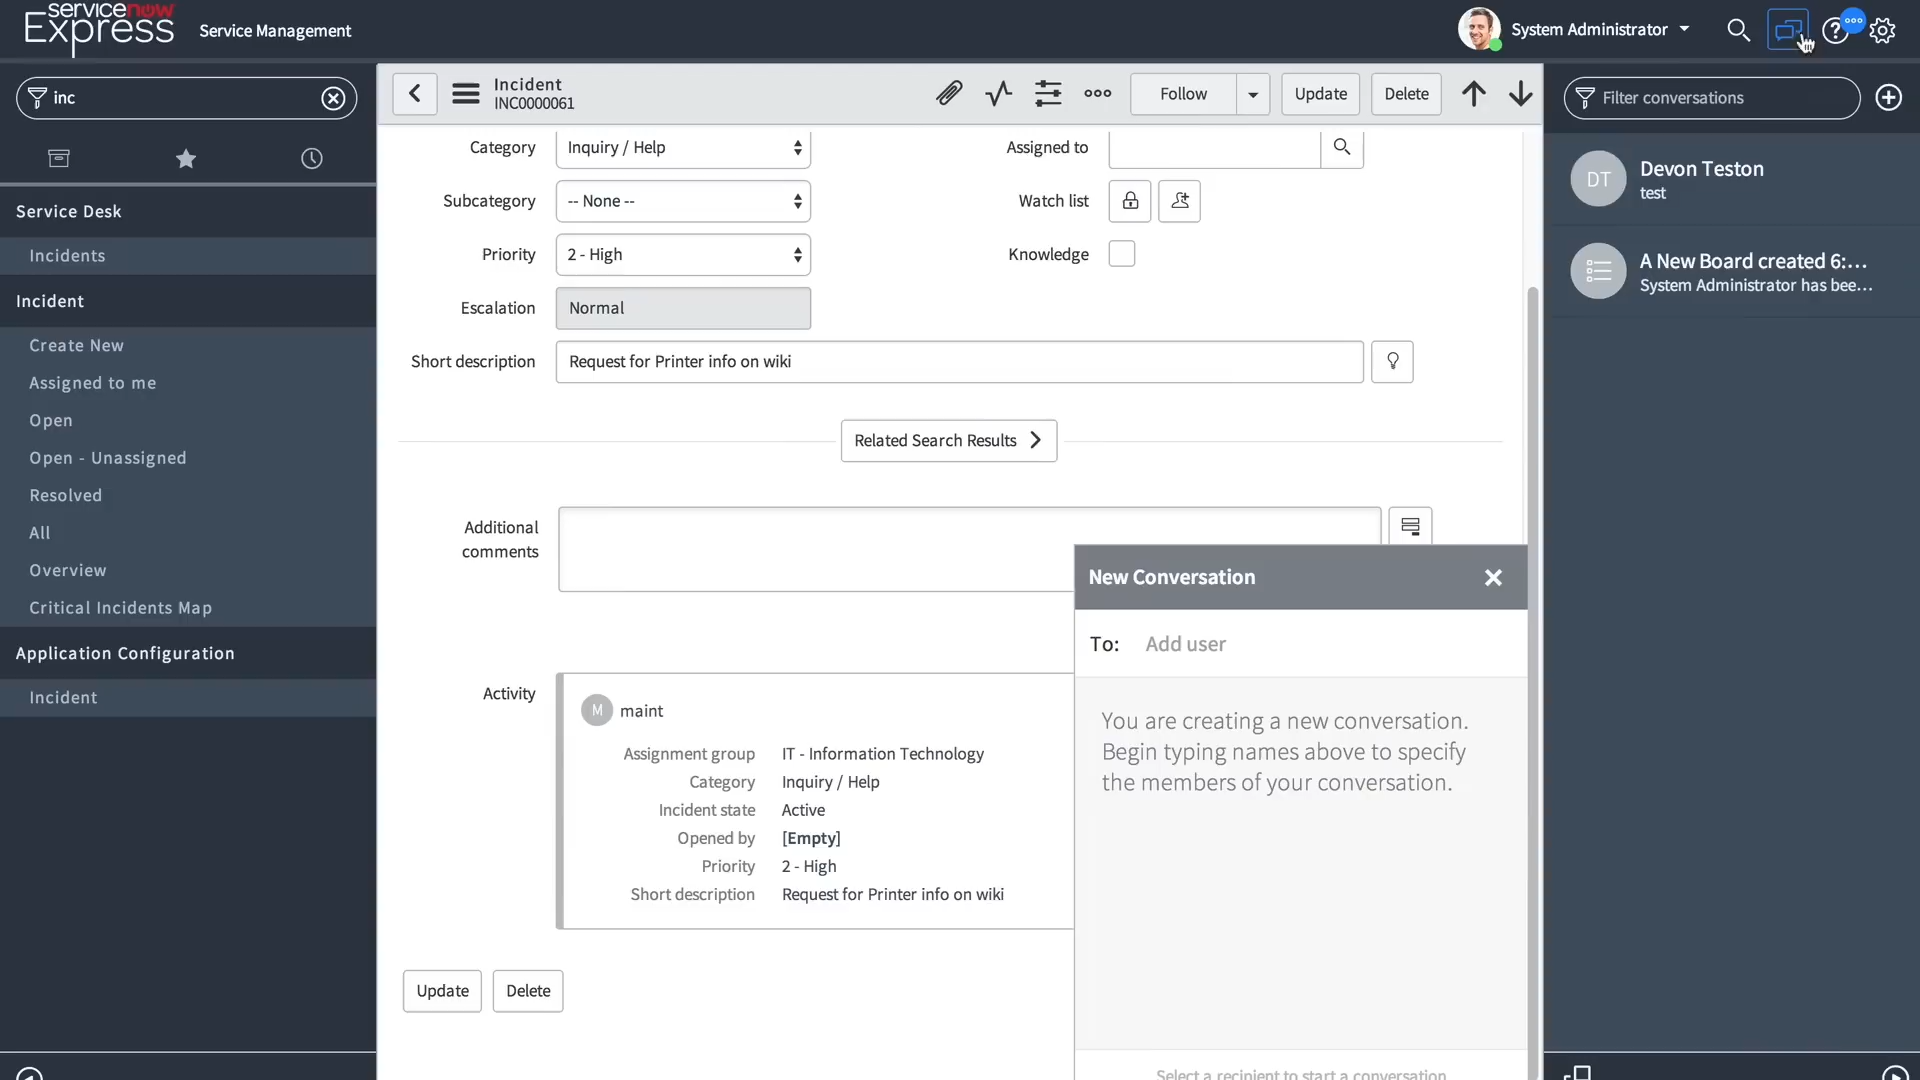 servicenow
Express
Service Management
System Administrator
inc
Service Desk
Incidents
Incident
Create New
Assigned to me
Open
Open - Unassigned
Resolved
All
Overview
Critical Incidents Map
Application Configuration
Incident
Incident
INC0000061
Follow
Update
Delete
Category
Inquiry / Help
Assigned to
Subcategory
-- None --
Watch list
Priority
2 - High
Knowledge
Escalation
Normal
Short description
Request for Printer info on wiki
Related Search Results
Additional
comments
Activity
M
maint
Assignment group
IT - Information Technology
Category
Inquiry / Help
Incident state
Active
Opened by
[Empty]
Priority
2 - High
Short description
Request for Printer info on wiki
Update
Delete
New Conversation
To:
Add user
You are creating a new conversation.
Begin typing names above to specify
the members of your conversation.
Select a recipient to start a conversation
Filter conversations
DT
Devon Teston
test
A New Board created 6:...
System Administrator has bee...